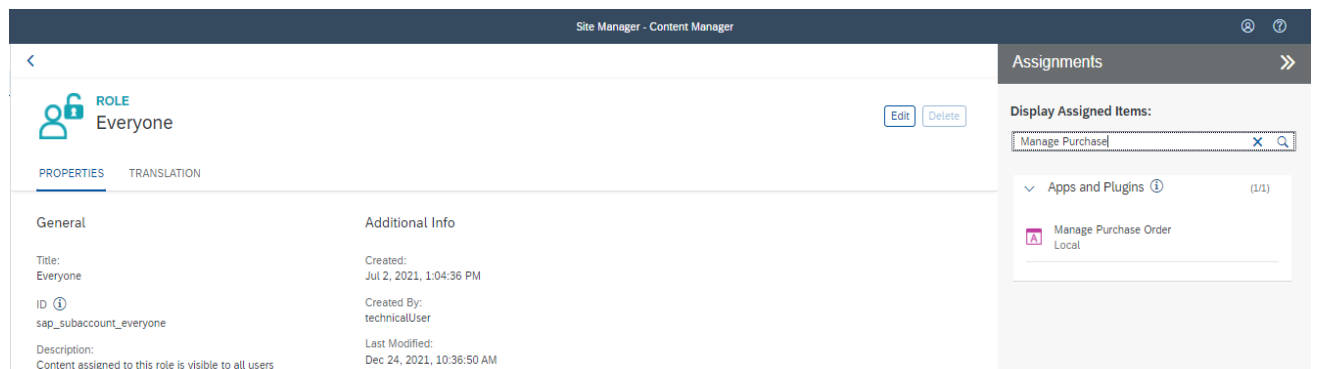 Site Manager - Content Manager
ROLE
Everyone
Edit
Delete
PROPERTIES
TRANSLATION
General
Title:
Everyone
ID
sap_subaccount_everyone
Description:
Content assigned to this role is visible to all users
Additional Info
Created:
Jul 2, 2021, 1:04:36 PM
Created By:
technicalUser
Last Modified:
Dec 24, 2021, 10:36:50 AM
Assignments
Display Assigned Items:
Manage Purchase
Apps and Plugins (1/1)
Manage Purchase Order
Local